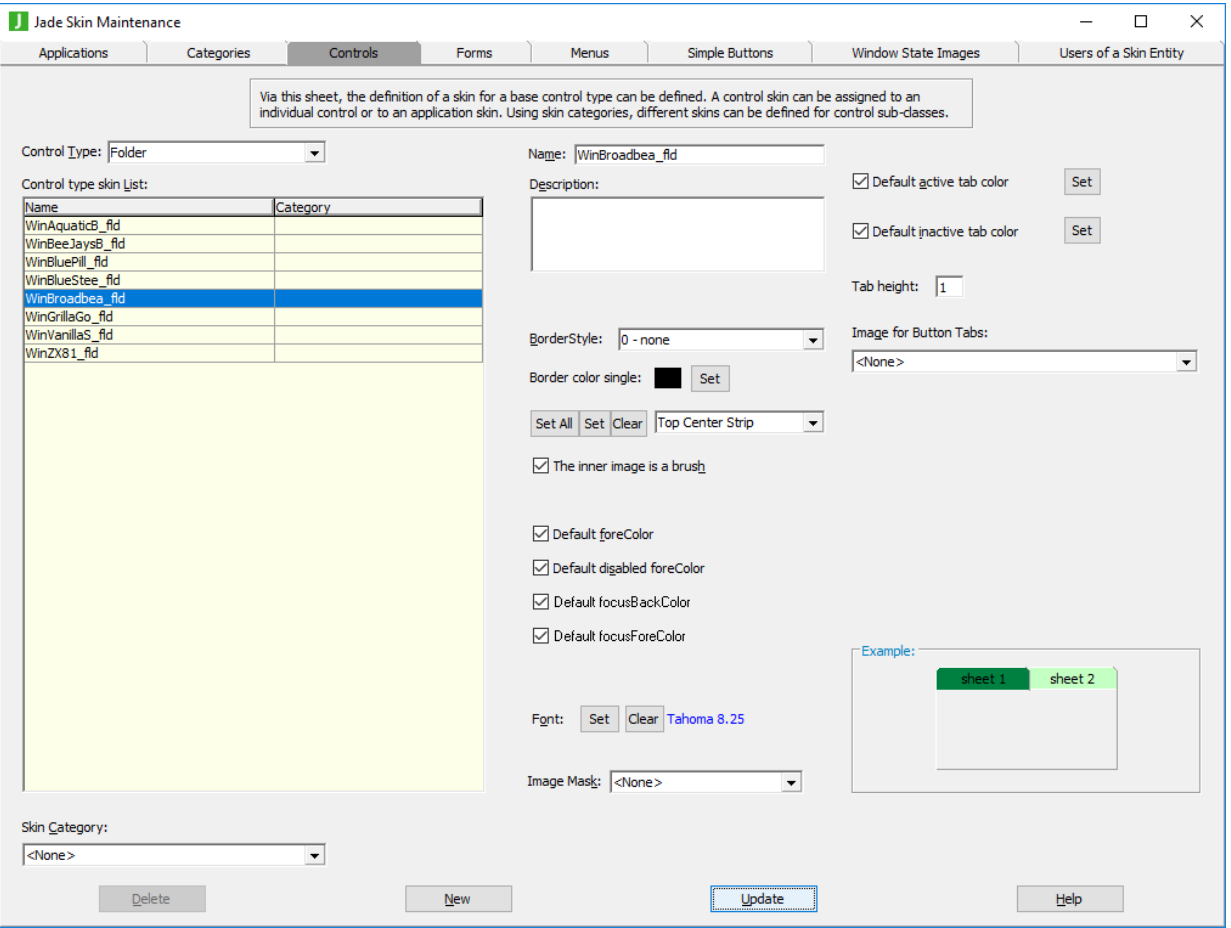 Jade Skin Maintenance
Applications Categories Controls Forms Menus Simple Buttons Window State Images Users of a Skin Entity
Via this sheet, the definition of a skin for a base control type can be defined. A control skin can be assigned to an
individual control or to an application skin. Using skin categories, different skins can be defined for control sub-classes.
Control Type: Folder
Control type skin List:
Name Category
WinAquaticB_fld
WinBeeJaysB_fld
WinBluePill_fld
WinBlueStee_fld
WinBroadbea_fld
WinGrillaGo_fld
WinVanillaS_fld
WinZX81_fld
Skin Category:
<None>
Name: WinBroadbea_fld
Description:
BorderStyle: 0 - none
Border color single: Set
Set All Set Clear Top Center Strip
The inner image is a brush
Default foreColor
Default disabled foreColor
Default focusBackColor
Default focusForeColor
Font: Set Clear Tahoma 8.25
Image Mask: <None>
Default active tab color Set
Default inactive tab color Set
Tab height: 1
Image for Button Tabs:
<None>
Example:
sheet 1 sheet 2
Delete New Update Help